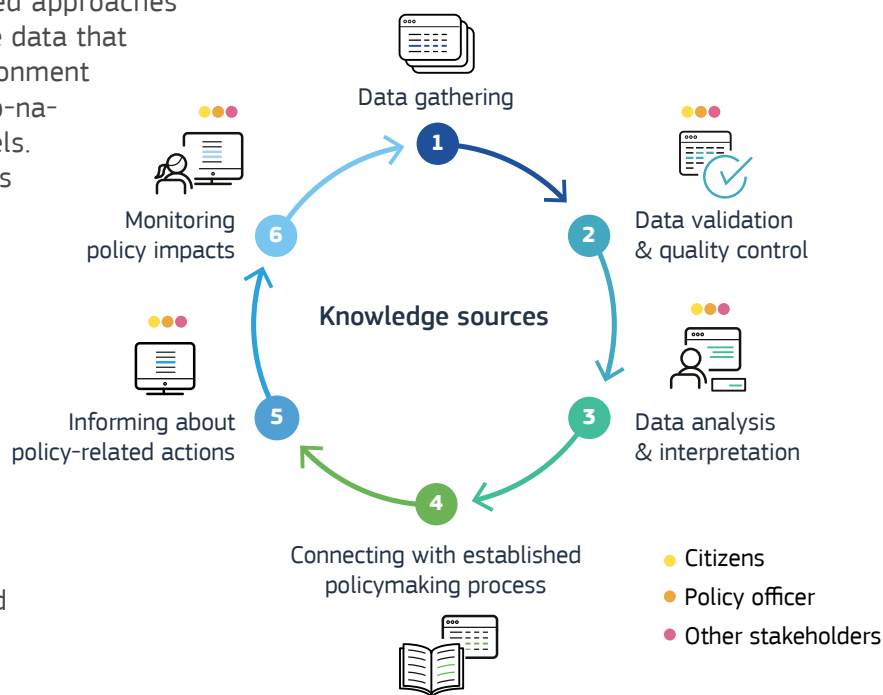 ed approaches
e data that
onment
o-na-
els.
s
d
Data gathering
1
2
Data validation
& quality control
3
Data analysis
& interpretation
4
Connecting with established
policymaking process
5
Informing about
policy-related actions
6
Monitoring
policy impacts
Knowledge sources
Citizens
Policy officer
Other stakeholders